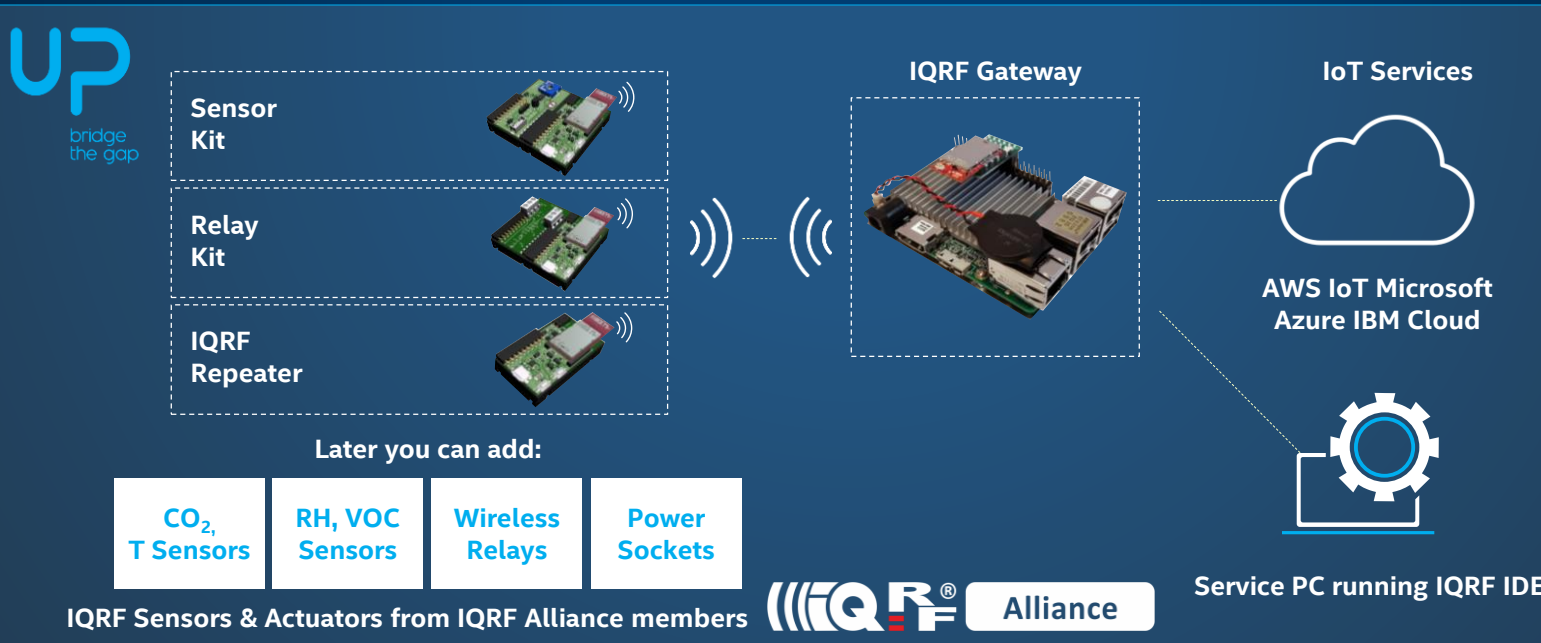 UP
bridge
the gap
Sensor
Kit
Relay
Kit
IQRF
Repeater
IQRF Gateway
IoT Services
AWS IoT Microsoft
Azure IBM Cloud
Later you can add:
CO₂,
T Sensors
RH, VOC
Sensors
Wireless
Relays
Power
Sockets
IQRF Sensors & Actuators from IQRF Alliance members
IQRF® Alliance
Service PC running IQRF IDE